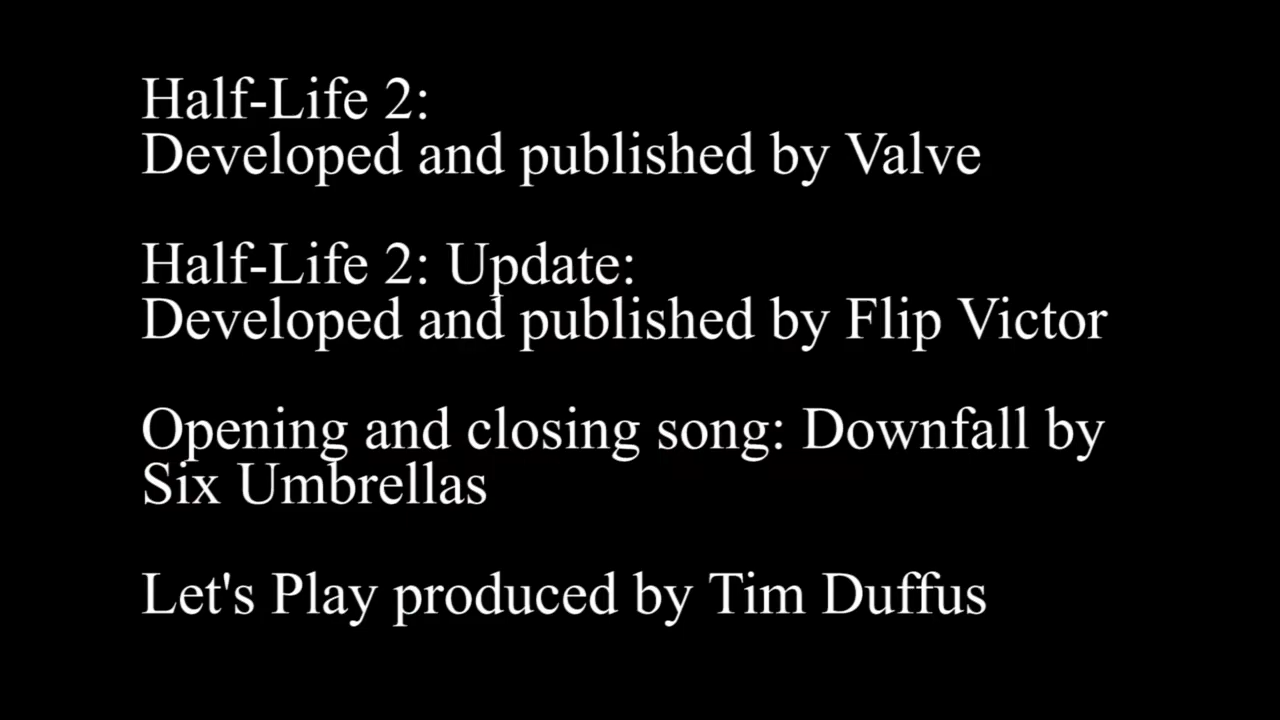 Half-Life 2:
Developed and published by Valve
Half-Life 2: Update:
Developed and published by Flip Victor
Opening and closing song: Downfall by
Six Umbrellas
Let's Play produced by Tim Duffus